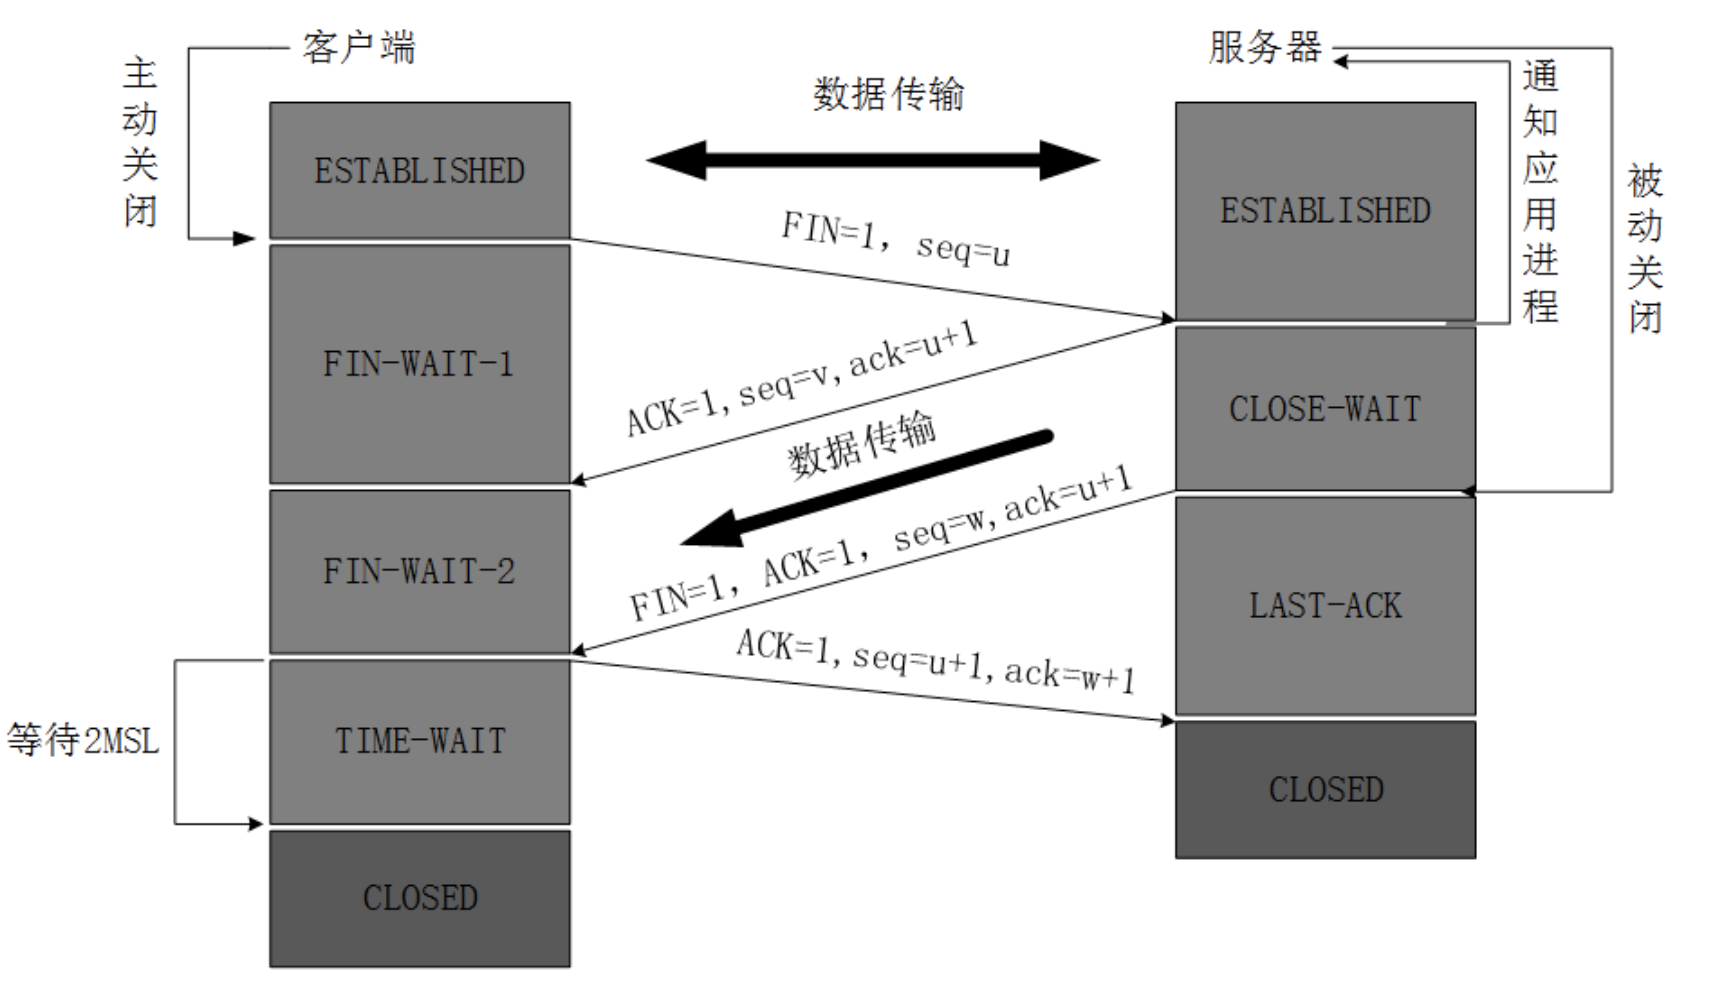 客户端
服务器
主动关闭
数据传输
通知应用进程
被动关闭
ESTABLISHED
ESTABLISHED
FIN=1, seq=u
FIN-WAIT-1
ACK=1,seq=v,ack=u+1
CLOSE-WAIT
数据传输
FIN-WAIT-2
FIN=1, ACK=1, seq=w,ack=u+1
LAST-ACK
ACK=1,seq=u+1,ack=w+1
等待2MSL
TIME-WAIT
CLOSED
CLOSED